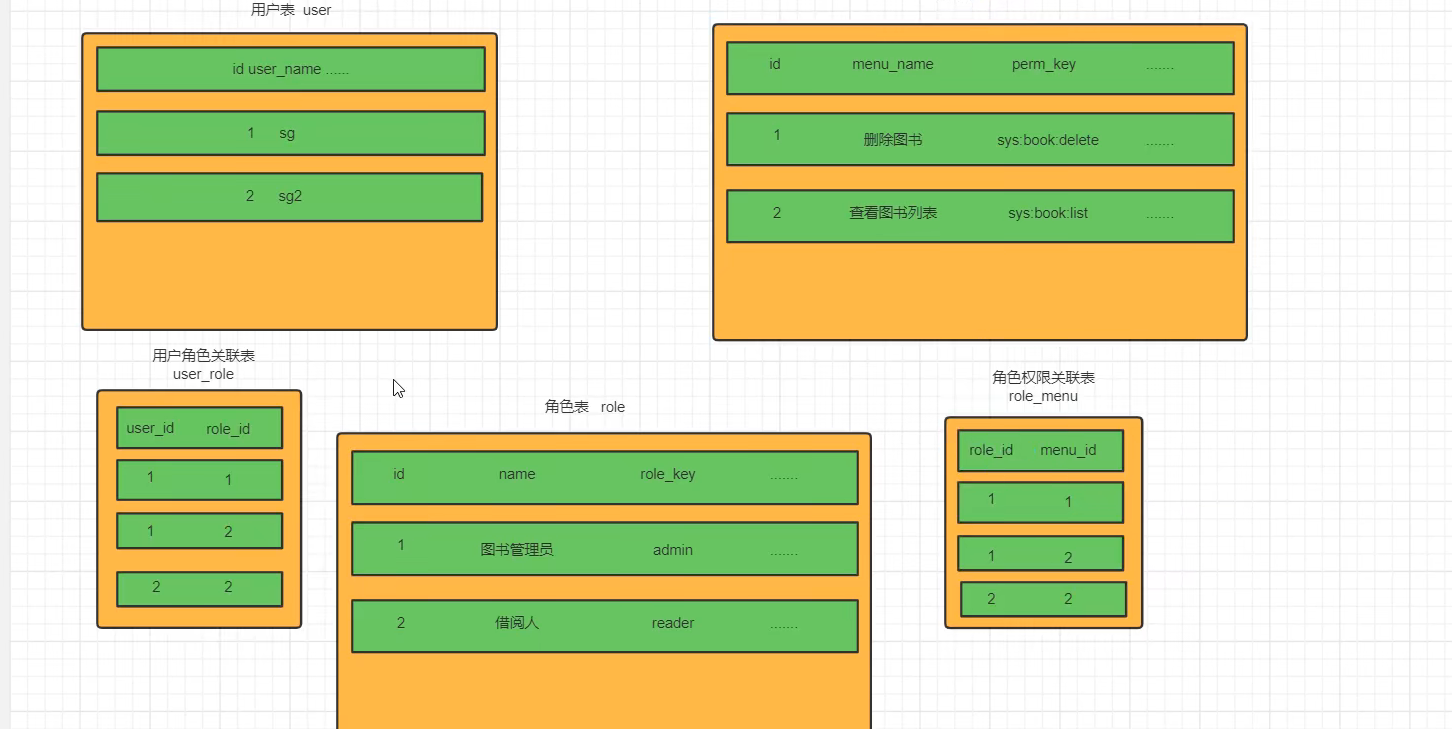 用户表 user
id user_name ......
1 sg
2 sg2
id menu_name perm_key .......
1 删除图书 sys:book:delete .......
2 查看图书列表 sys:book:list .......
用户角色关联表
user_role
user_id role_id
1 1
1 2
2 2
角色表 role
id name role_key .......
1 图书管理员 admin .......
2 借阅人 reader .......
角色权限关联表
role_menu
role_id menu_id
1 1
1 2
2 2